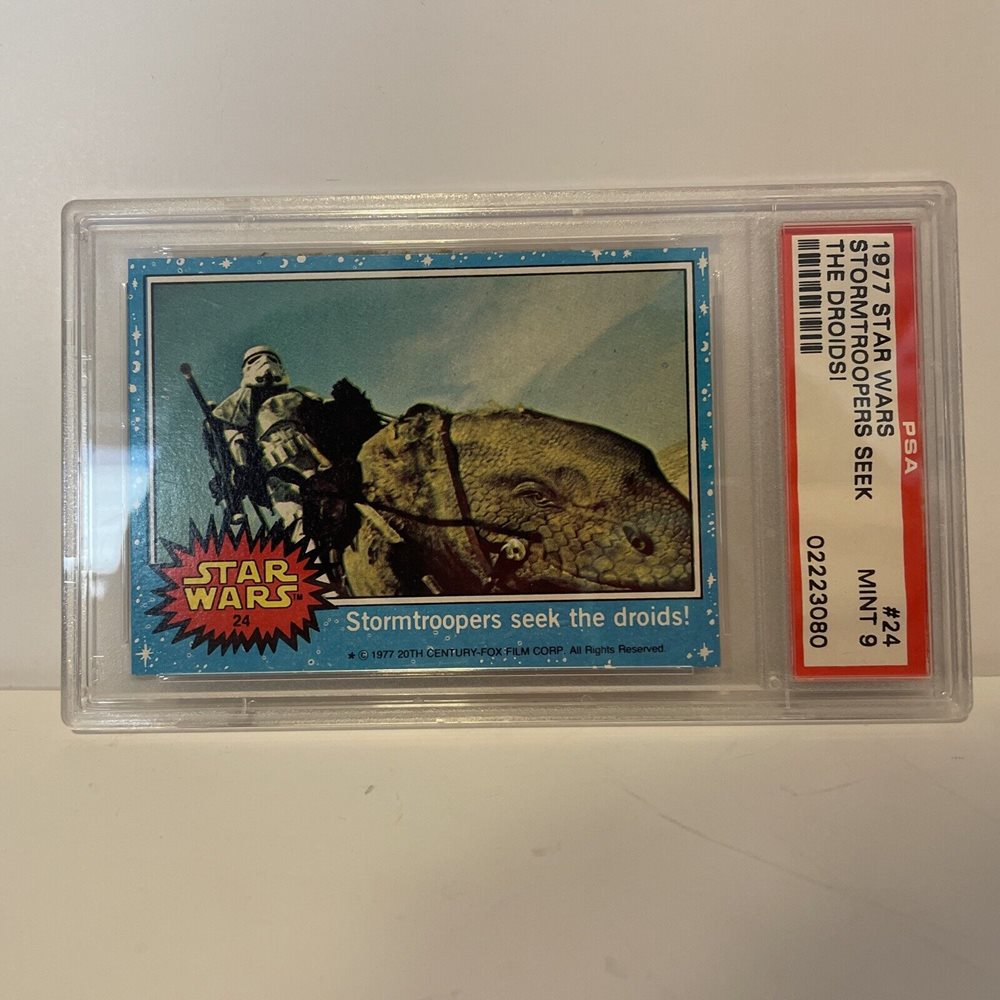 STAR
WARS™
24
Stormtroopers seek the droids!
★ © 1977 20TH CENTURY-FOX FILM CORP. All Rights Reserved.
PSA
1977 STAR WARS #24
STORMTROOPERS SEEK MINT 9
THE DROIDS! 02223080